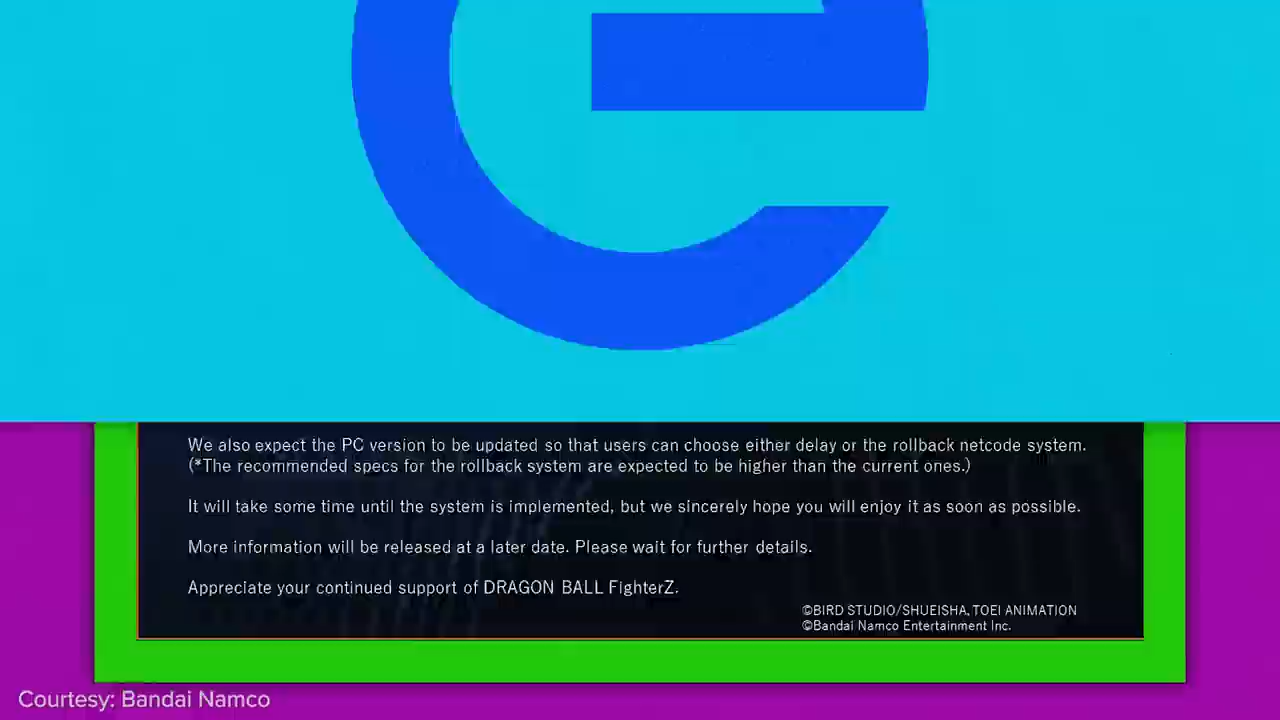 We also expect the PC version to be updated so that users can choose either delay or the rollback netcode system.
(*The recommended specs for the rollback system are expected to be higher than the current ones.)
It will take some time until the system is implemented, but we sincerely hope you will enjoy it as soon as possible.
More information will be released at a later date. Please wait for further details.
Appreciate your continued support of DRAGON BALL FighterZ.
©BIRD STUDIO/SHUEISHA, TOEI ANIMATION
©Bandai Namco Entertainment Inc.
Courtesy: Bandai Namco